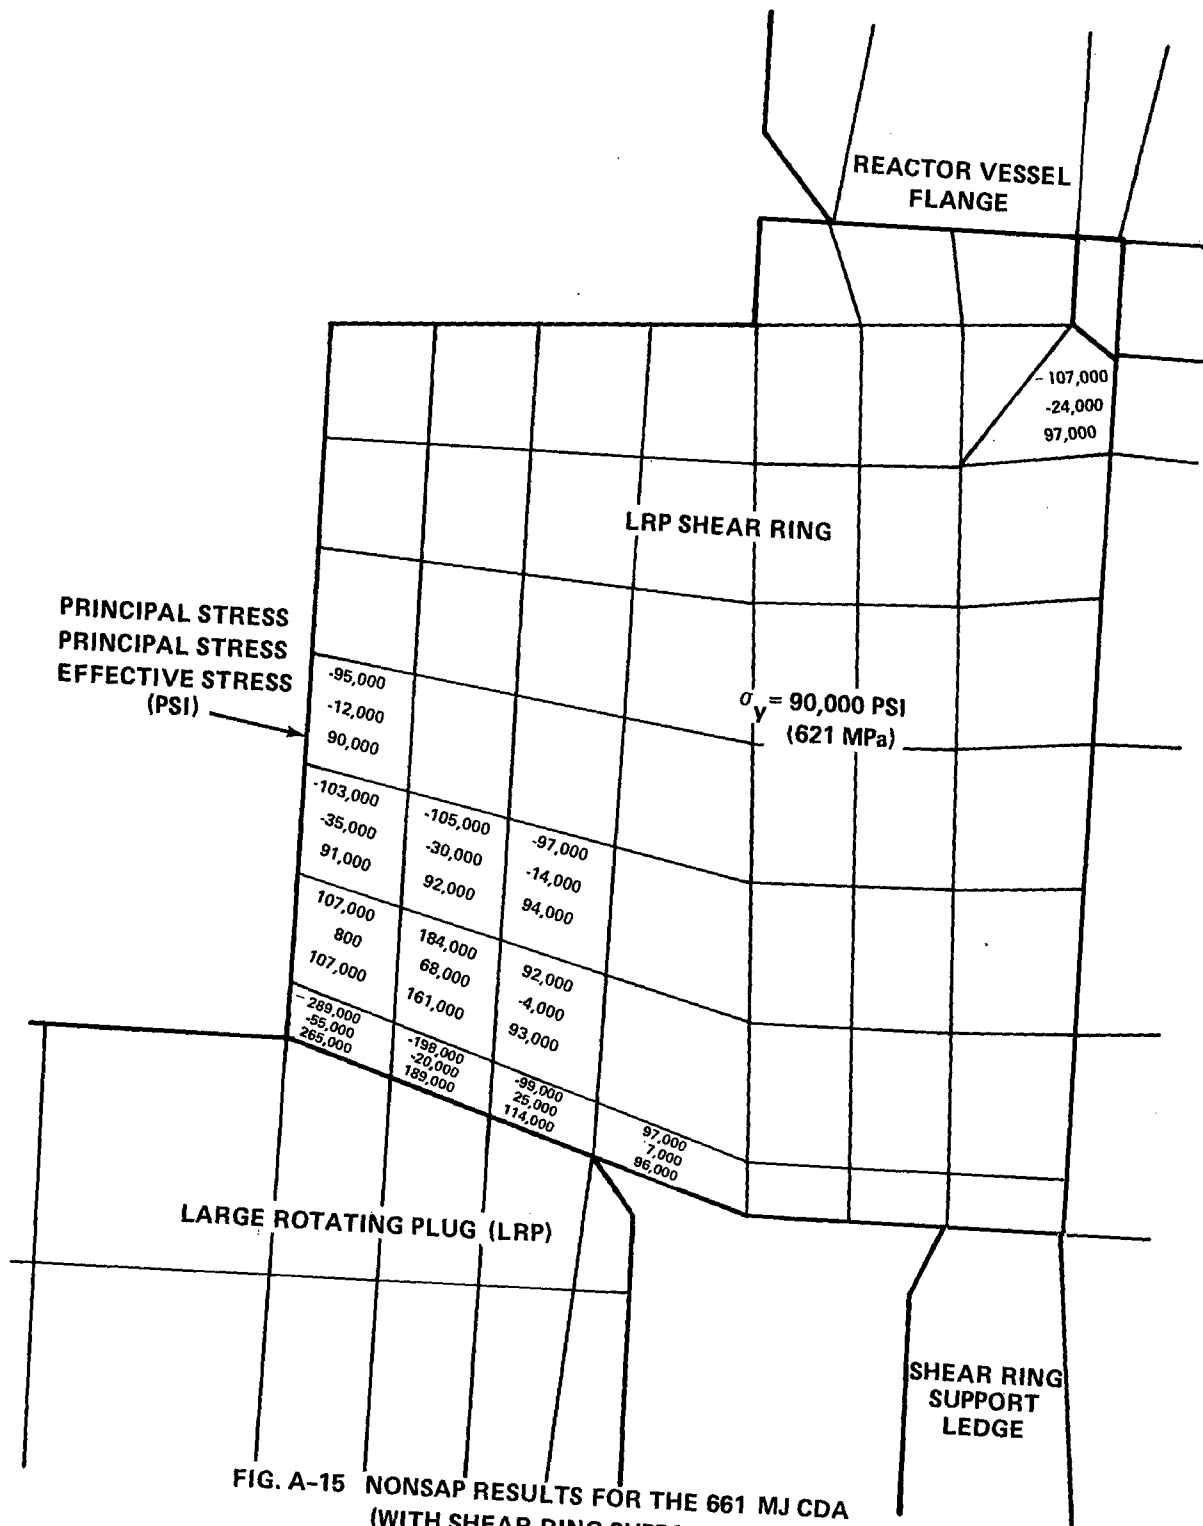 REACTOR VESSEL
FLANGE
- 107,000
-24,000
97,000
LRP SHEAR RING
PRINCIPAL STRESS
PRINCIPAL STRESS
EFFECTIVE STRESS
(PSI)
σy = 90,000 PSI
(621 MPa)
-95,000
-12,000
90,000
-103,000
-35,000
91,000
-105,000
-30,000
92,000
-97,000
-14,000
94,000
107,000
800
107,000
184,000
68,000
161,000
92,000
-4,000
93,000
- 289,000
-55,000
265,000
-198,000
-20,000
189,000
-99,000
25,000
114,000
97,000
7,000
96,000
LARGE ROTATING PLUG (LRP)
SHEAR RING
SUPPORT
LEDGE
FIG. A-15 NONSAP RESULTS FOR THE 661 MJ CDA
(WITH SHEAR RING